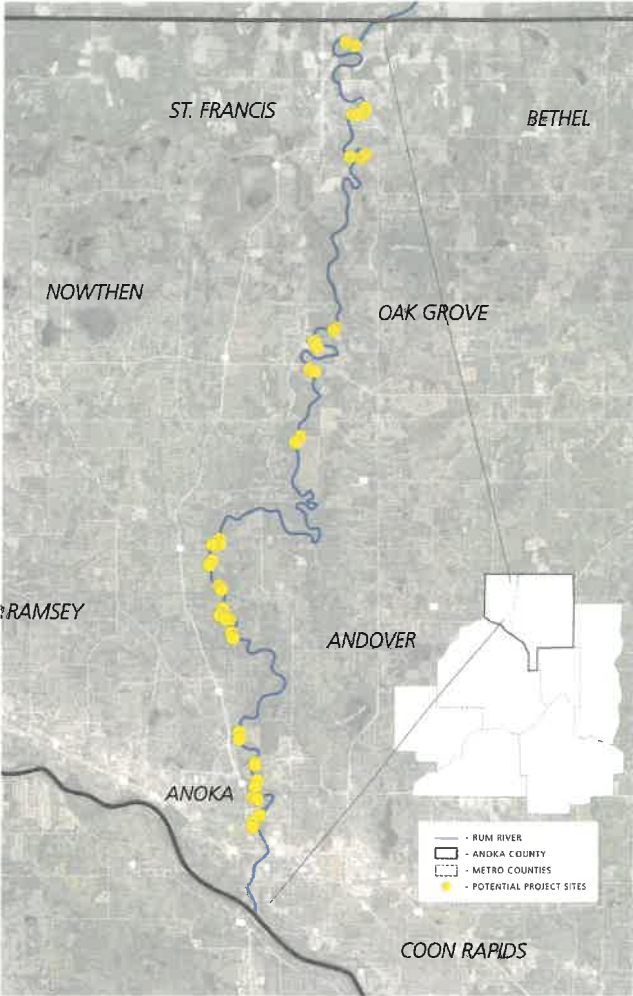 ST. FRANCIS
BETHEL
NOWTHEN
OAK GROVE
RAMSEY
ANDOVER
ANOKA
- RUM RIVER
- ANOKA COUNTY
- METRO COUNTIES
- POTENTIAL PROJECT SITES
COON RAPIDS